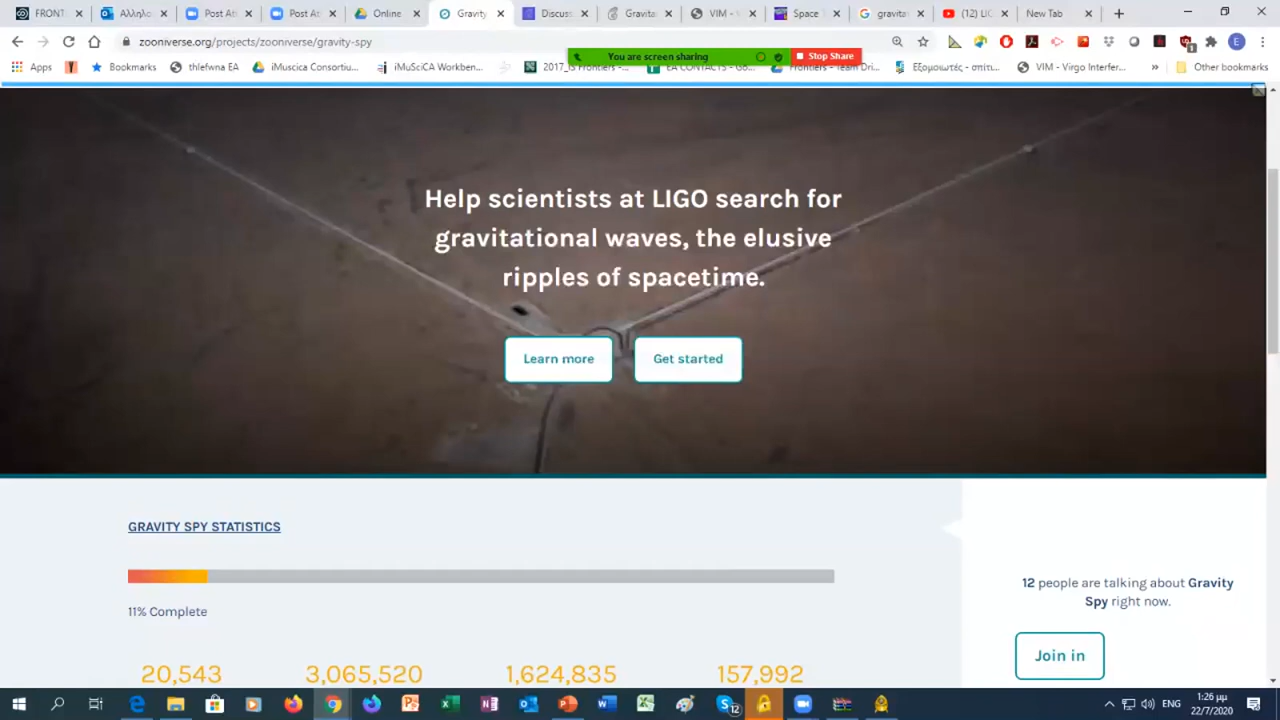 FRONT
Αλληλο
Post At
Post At
Online
Gravity
Discuss
Gravita
VIM - V
Space T
gravita
(12) LIG
New Tab
zooniverse.org/projects/zooniverse/gravity-spy
You are screen sharing
Stop Share
Apps
Bose
thlefwna EA
iMuscica Consortiu...
iMuSciCA Workben...
2017_IS Frontiers -...
EA CONTACTS - Go...
Frontiers - Team Dri...
Εξομοιωτές - σπίτι...
VIM - Virgo Interfer...
Other bookmarks
Help scientists at LIGO search for
gravitational waves, the elusive
ripples of spacetime.
Learn more
Get started
GRAVITY SPY STATISTICS
11% Complete
20,543
3,065,520
1,624,835
157,992
12 people are talking about Gravity
Spy right now.
Join in
12
ENG
1:26 μμ
22/7/2020